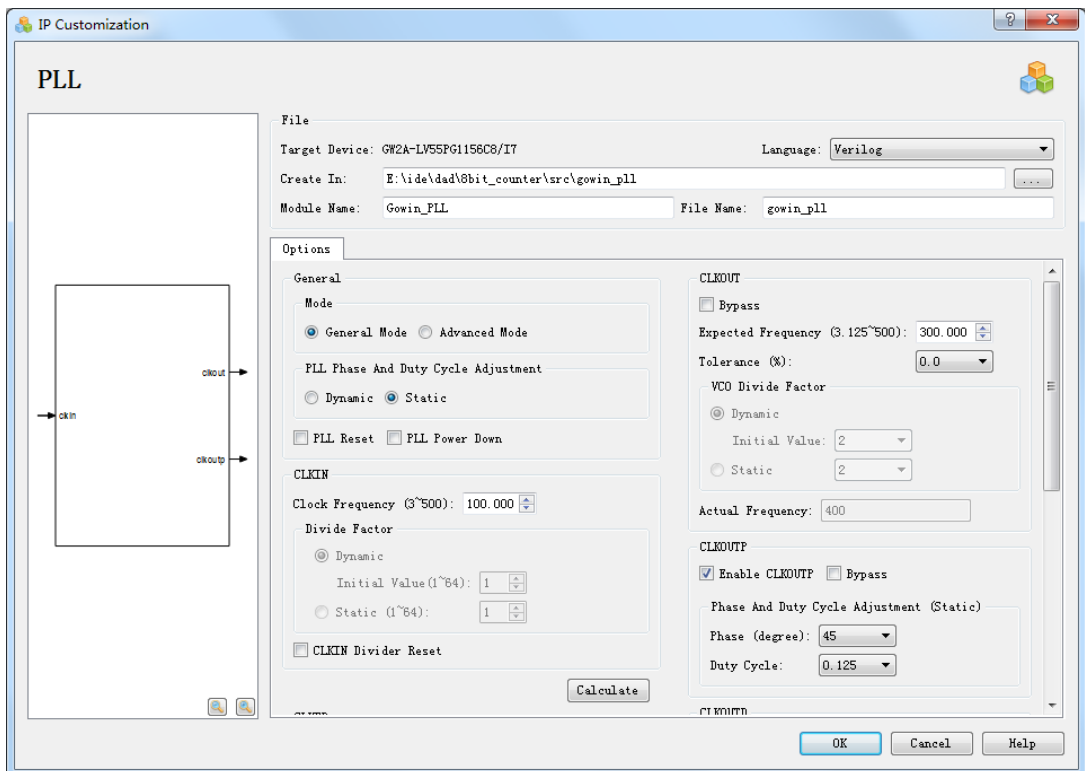 IP Customization
PLL
File
Target Device: GW2A-LV55PG1156C8/I7
Language: Verilog
Create In: E:\ide\dad\8bit_counter\src\gowin_pll ...
Module Name: Gowin_PLL
File Name: gowin_pll
clkin
clkout
clkoutp
Options
General
Mode
General Mode Advanced Mode
PLL Phase And Duty Cycle Adjustment
Dynamic Static
PLL Reset PLL Power Down
CLKIN
Clock Frequency (3~500): 100.000
Divide Factor
Dynamic
Initial Value(1~64): 1
Static (1~64): 1
CLKIN Divider Reset
Calculate
CLKOUT
Bypass
Expected Frequency (3.125~500): 300.000
Tolerance (%): 0.0
VCO Divide Factor
Dynamic
Initial Value: 2
Static 2
Actual Frequency: 400
CLKOUTP
Enable CLKOUTP Bypass
Phase And Duty Cycle Adjustment (Static)
Phase (degree): 45
Duty Cycle: 0.125
CLKOUTD
OK Cancel Help